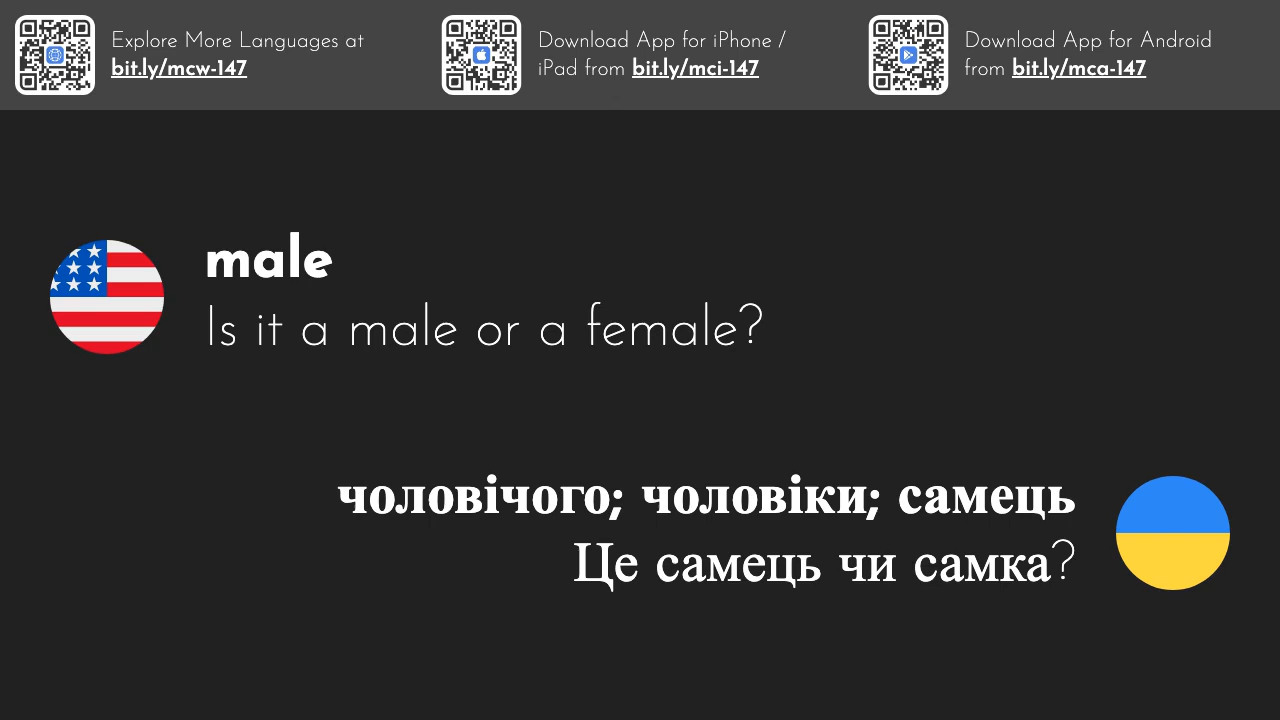 Explore More Languages at
bit.ly/mcw-147
Download App for iPhone /
iPad from bit.ly/mci-147
Download App for Android
from bit.ly/mca-147
male
Is it a male or a female?
чоловічого; чоловіки; самець
Це самець чи самка?